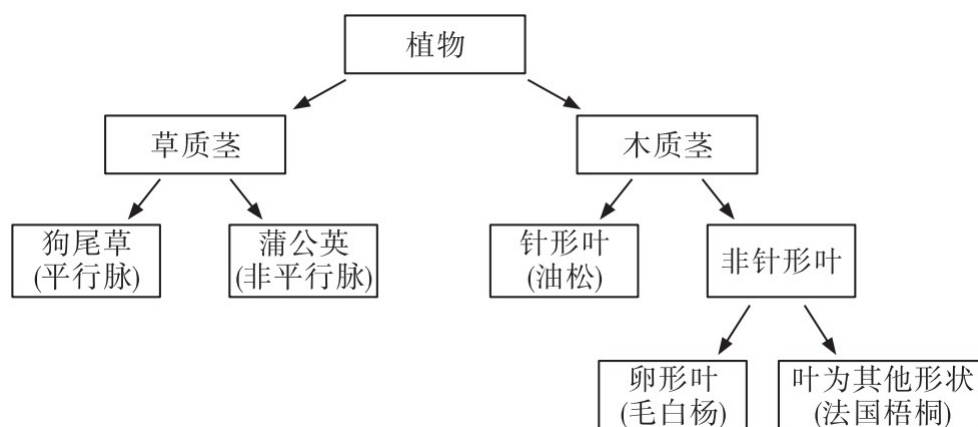 植物
草质茎
木质茎
狗尾草
(平行脉)
蒲公英
(非平行脉)
针形叶
(油松)
非针形叶
卵形叶
(毛白杨)
叶为其他形状
(法国梧桐)